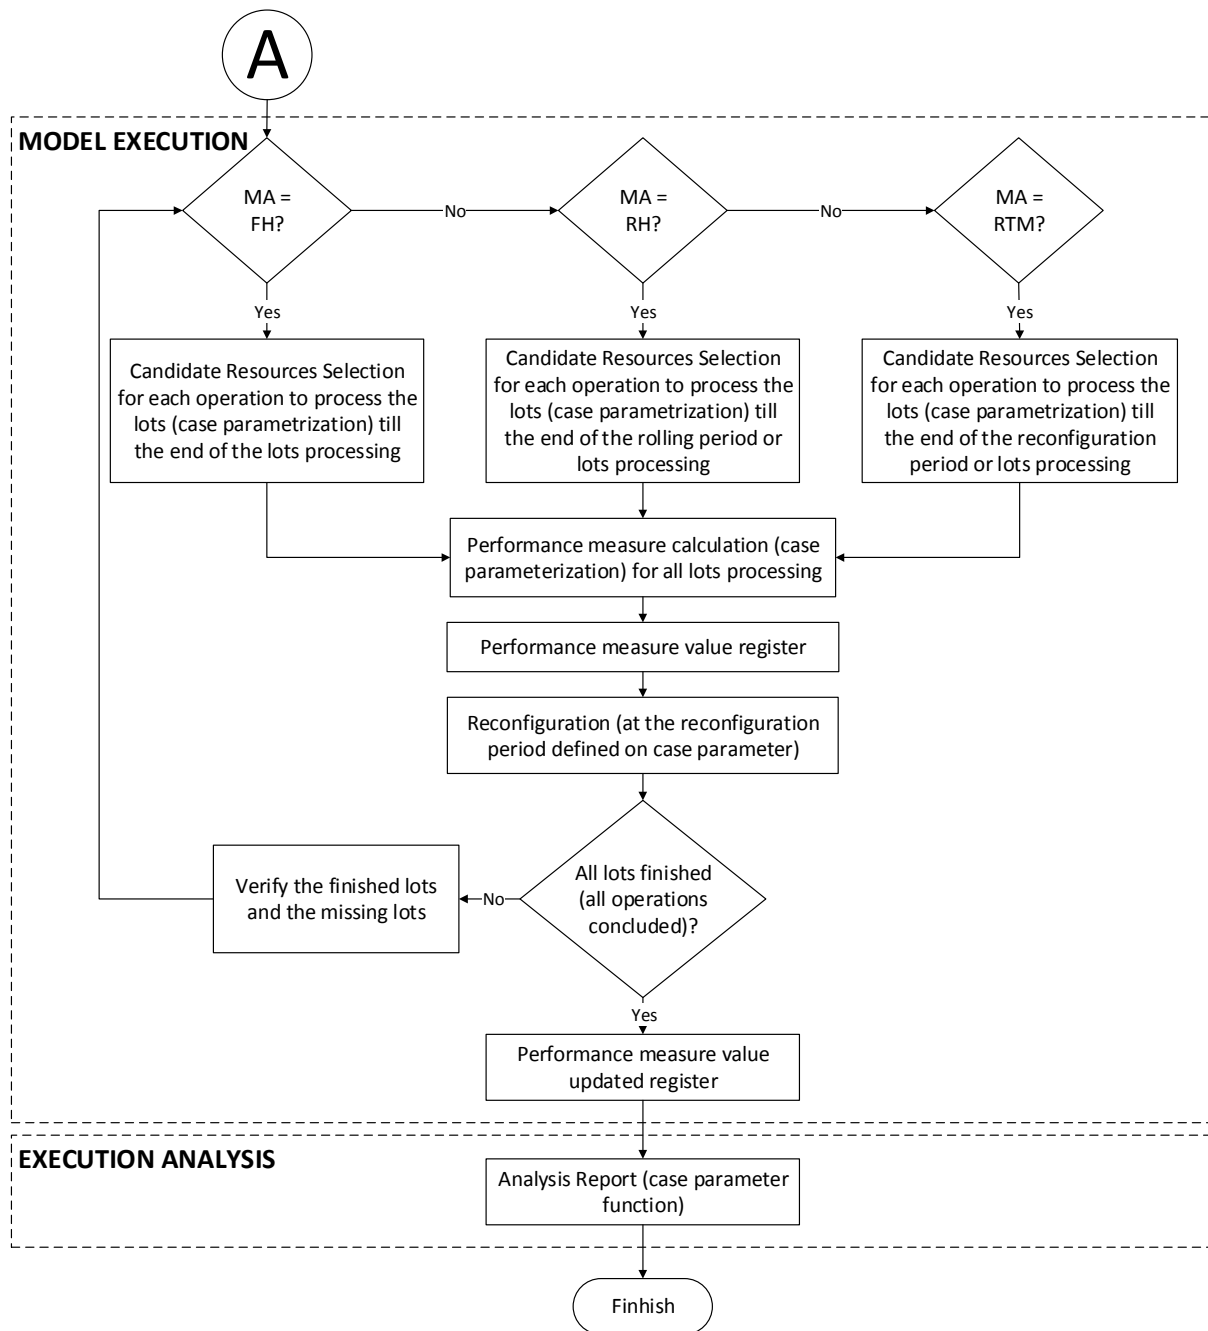 A
MODEL EXECUTION
MA =
FH?
No
MA =
RH?
No
MA =
RTM?
Yes
Yes
Yes
Candidate Resources Selection
for each operation to process the
lots (case parametrization) till
the end of the lots processing
Candidate Resources Selection
for each operation to process the
lots (case parametrization) till
the end of the rolling period or
lots processing
Candidate Resources Selection
for each operation to process the
lots (case parametrization) till
the end of the reconfiguration
period or lots processing
Performance measure calculation (case
parameterization) for all lots processing
Performance measure value register
Reconfiguration (at the reconfiguration
period defined on case parameter)
All lots finished
(all operations
concluded)?
No
Verify the finished lots
and the missing lots
Yes
Performance measure value
updated register
EXECUTION ANALYSIS
Analysis Report (case parameter
function)
Finhish